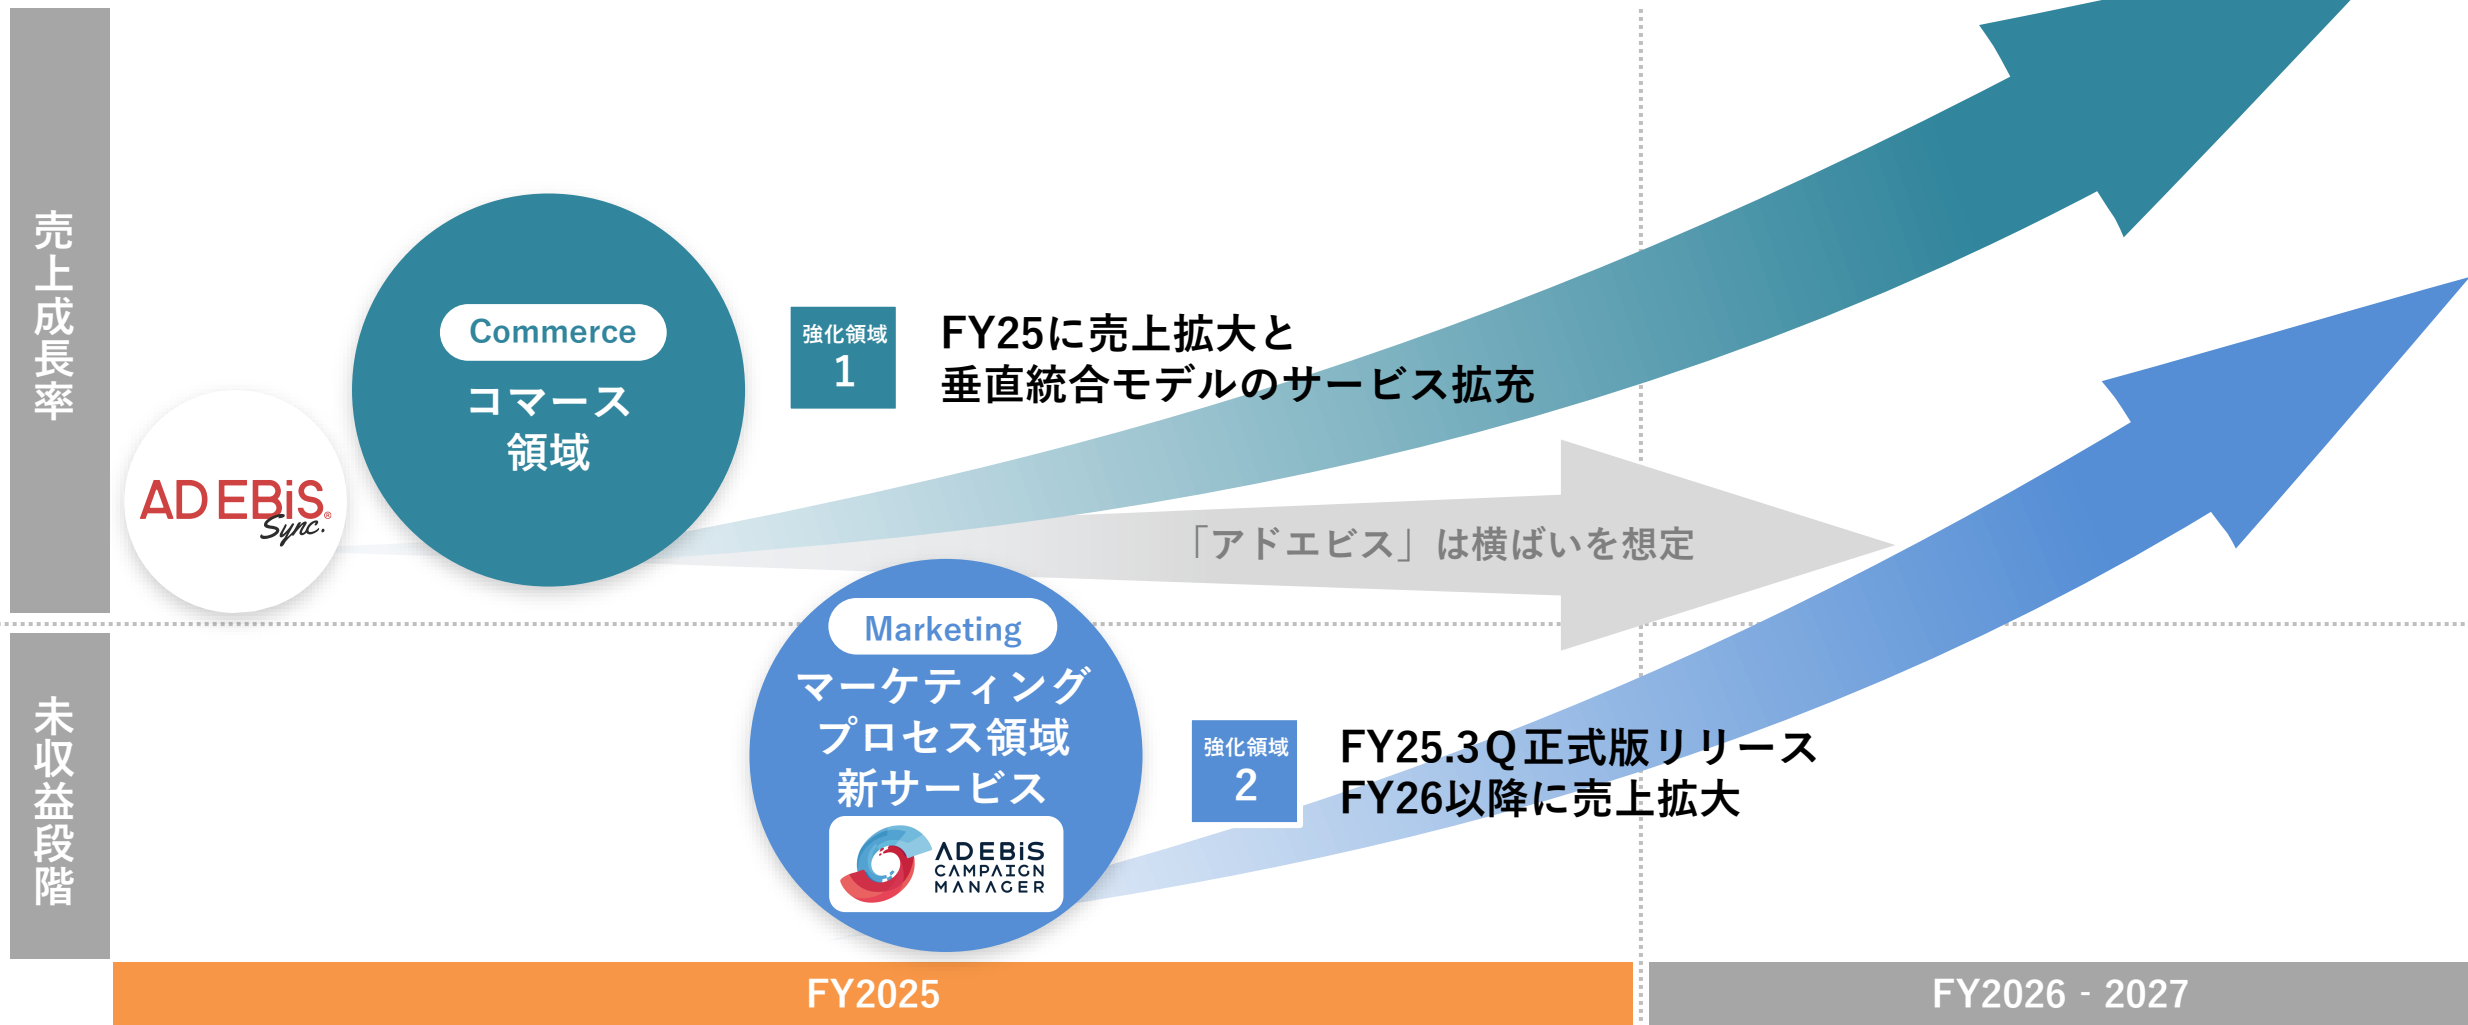 売上成長率
AD EBiS®
Sync.
Commerce
コマース
領域
強化領域
1
FY25に売上拡大と
垂直統合モデルのサービス拡充
「アドエビス」は横ばいを想定
未収益段階
Marketing
マーケティング
プロセス領域
新サービス
ADEBiS
CAMPAIGN
MANAGER
強化領域
2
FY25.3Q正式版リリース
FY26以降に売上拡大
FY2025
FY2026 - 2027